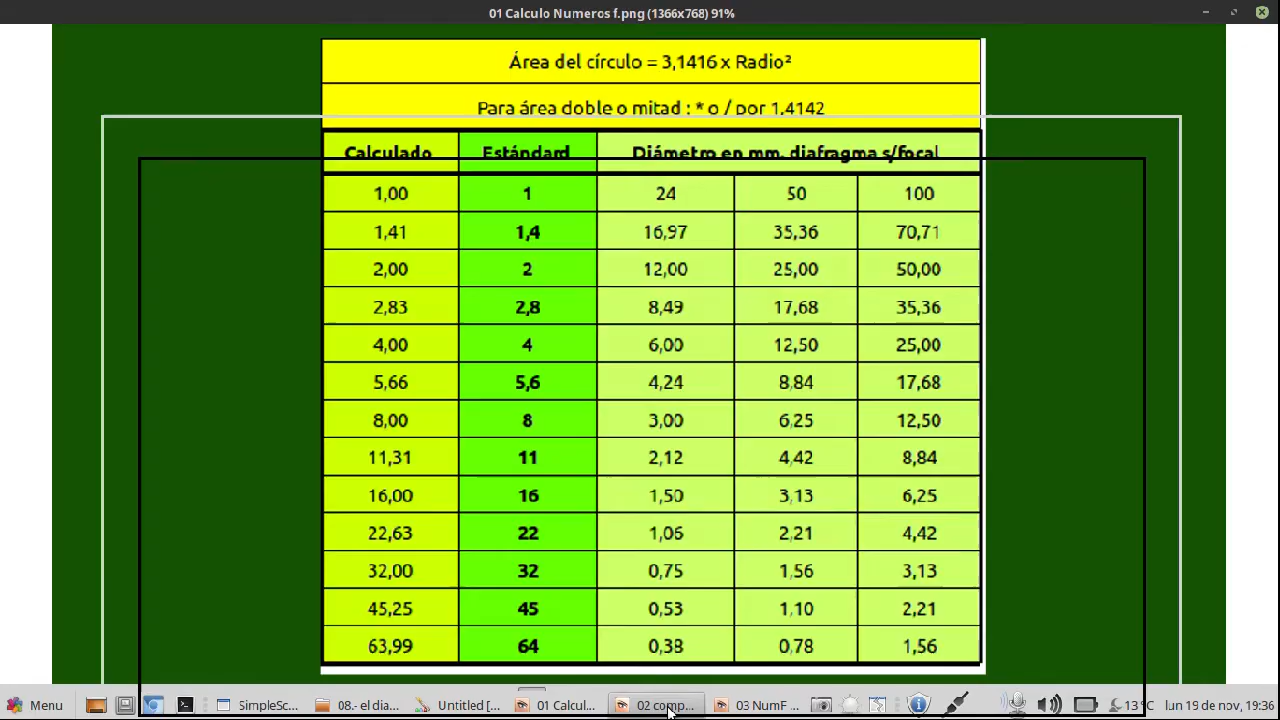 01 Calculo Numeros f.png (1366x768) 91%
Área del círculo = 3,1416 x Radio²
Para área doble o mitad : * o / por 1,4142
Calculado Estándard Diámetro en mm. diafragma s/focal
1,00 1 24 50 100
1,41 1,4 16,97 35,36 70,71
2,00 2 12,00 25,00 50,00
2,83 2,8 8,49 17,68 35,36
4,00 4 6,00 12,50 25,00
5,66 5,6 4,24 8,84 17,68
8,00 8 3,00 6,25 12,50
11,31 11 2,12 4,42 8,84
16,00 16 1,50 3,13 6,25
22,63 22 1,06 2,21 4,42
32,00 32 0,75 1,56 3,13
45,25 45 0,53 1,10 2,21
63,99 64 0,38 0,78 1,56
Menu SimpleSc... 08.- el dia... Untitled [... 01 Calcul... 02 comp... 03 NumF ... 13 °C lun 19 de nov, 19:36